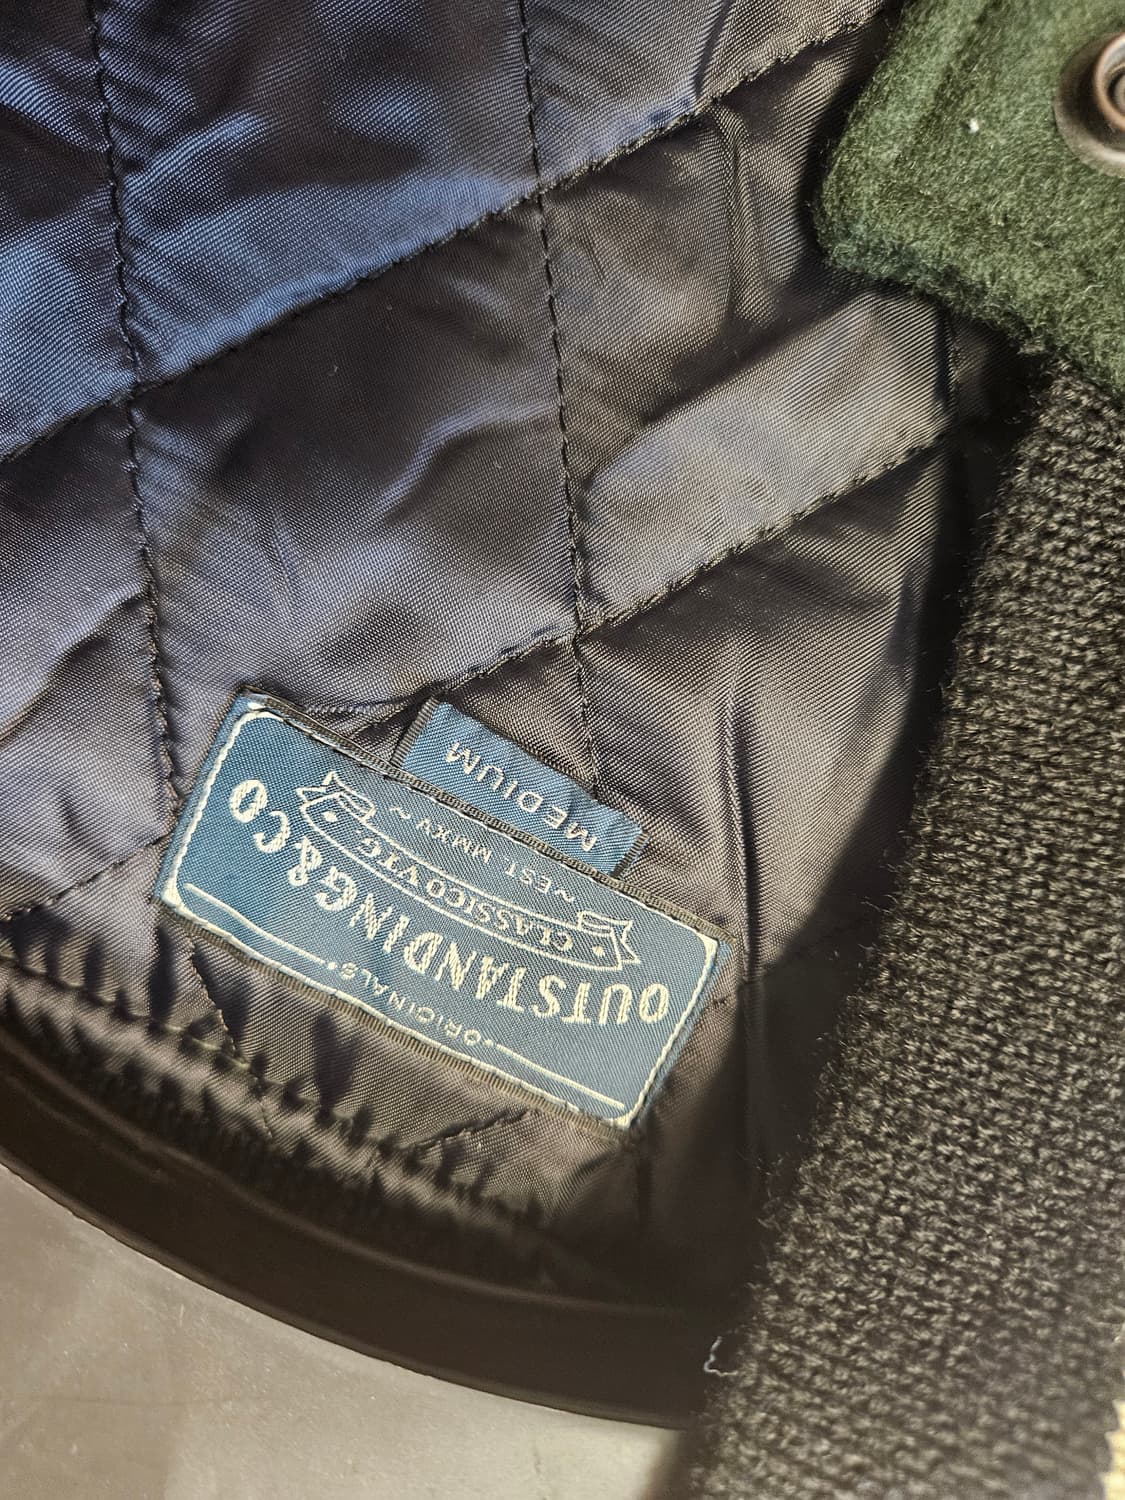 "ORIGINALS"
OUTSTANDING&CO
• CLASSICO VTG •
~EST MMXV~
MEDIUM